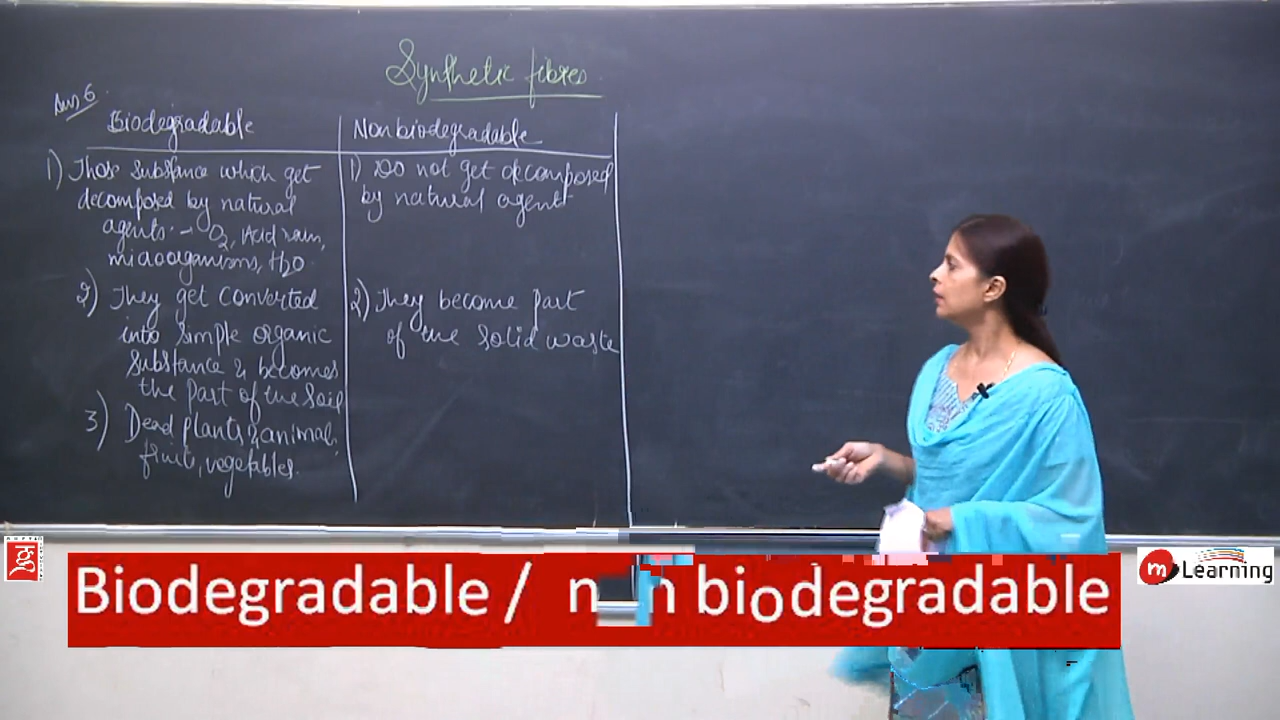 Synthetic fibres
Ans 6
Biodegradable
1) Those substance which get
decomposed by natural
agents:- O2, Acid rain,
microorganisms, H2O
2) They get converted
into simple organic
substance & becomes
the part of the soil
3) Dead plants & animal,
fruits, vegetables.
Nonbiodegradable
1) Do not get decomposed
by natural agent
2) They become part
of the solid waste
Biodegradable / non biodegradable
m Learning